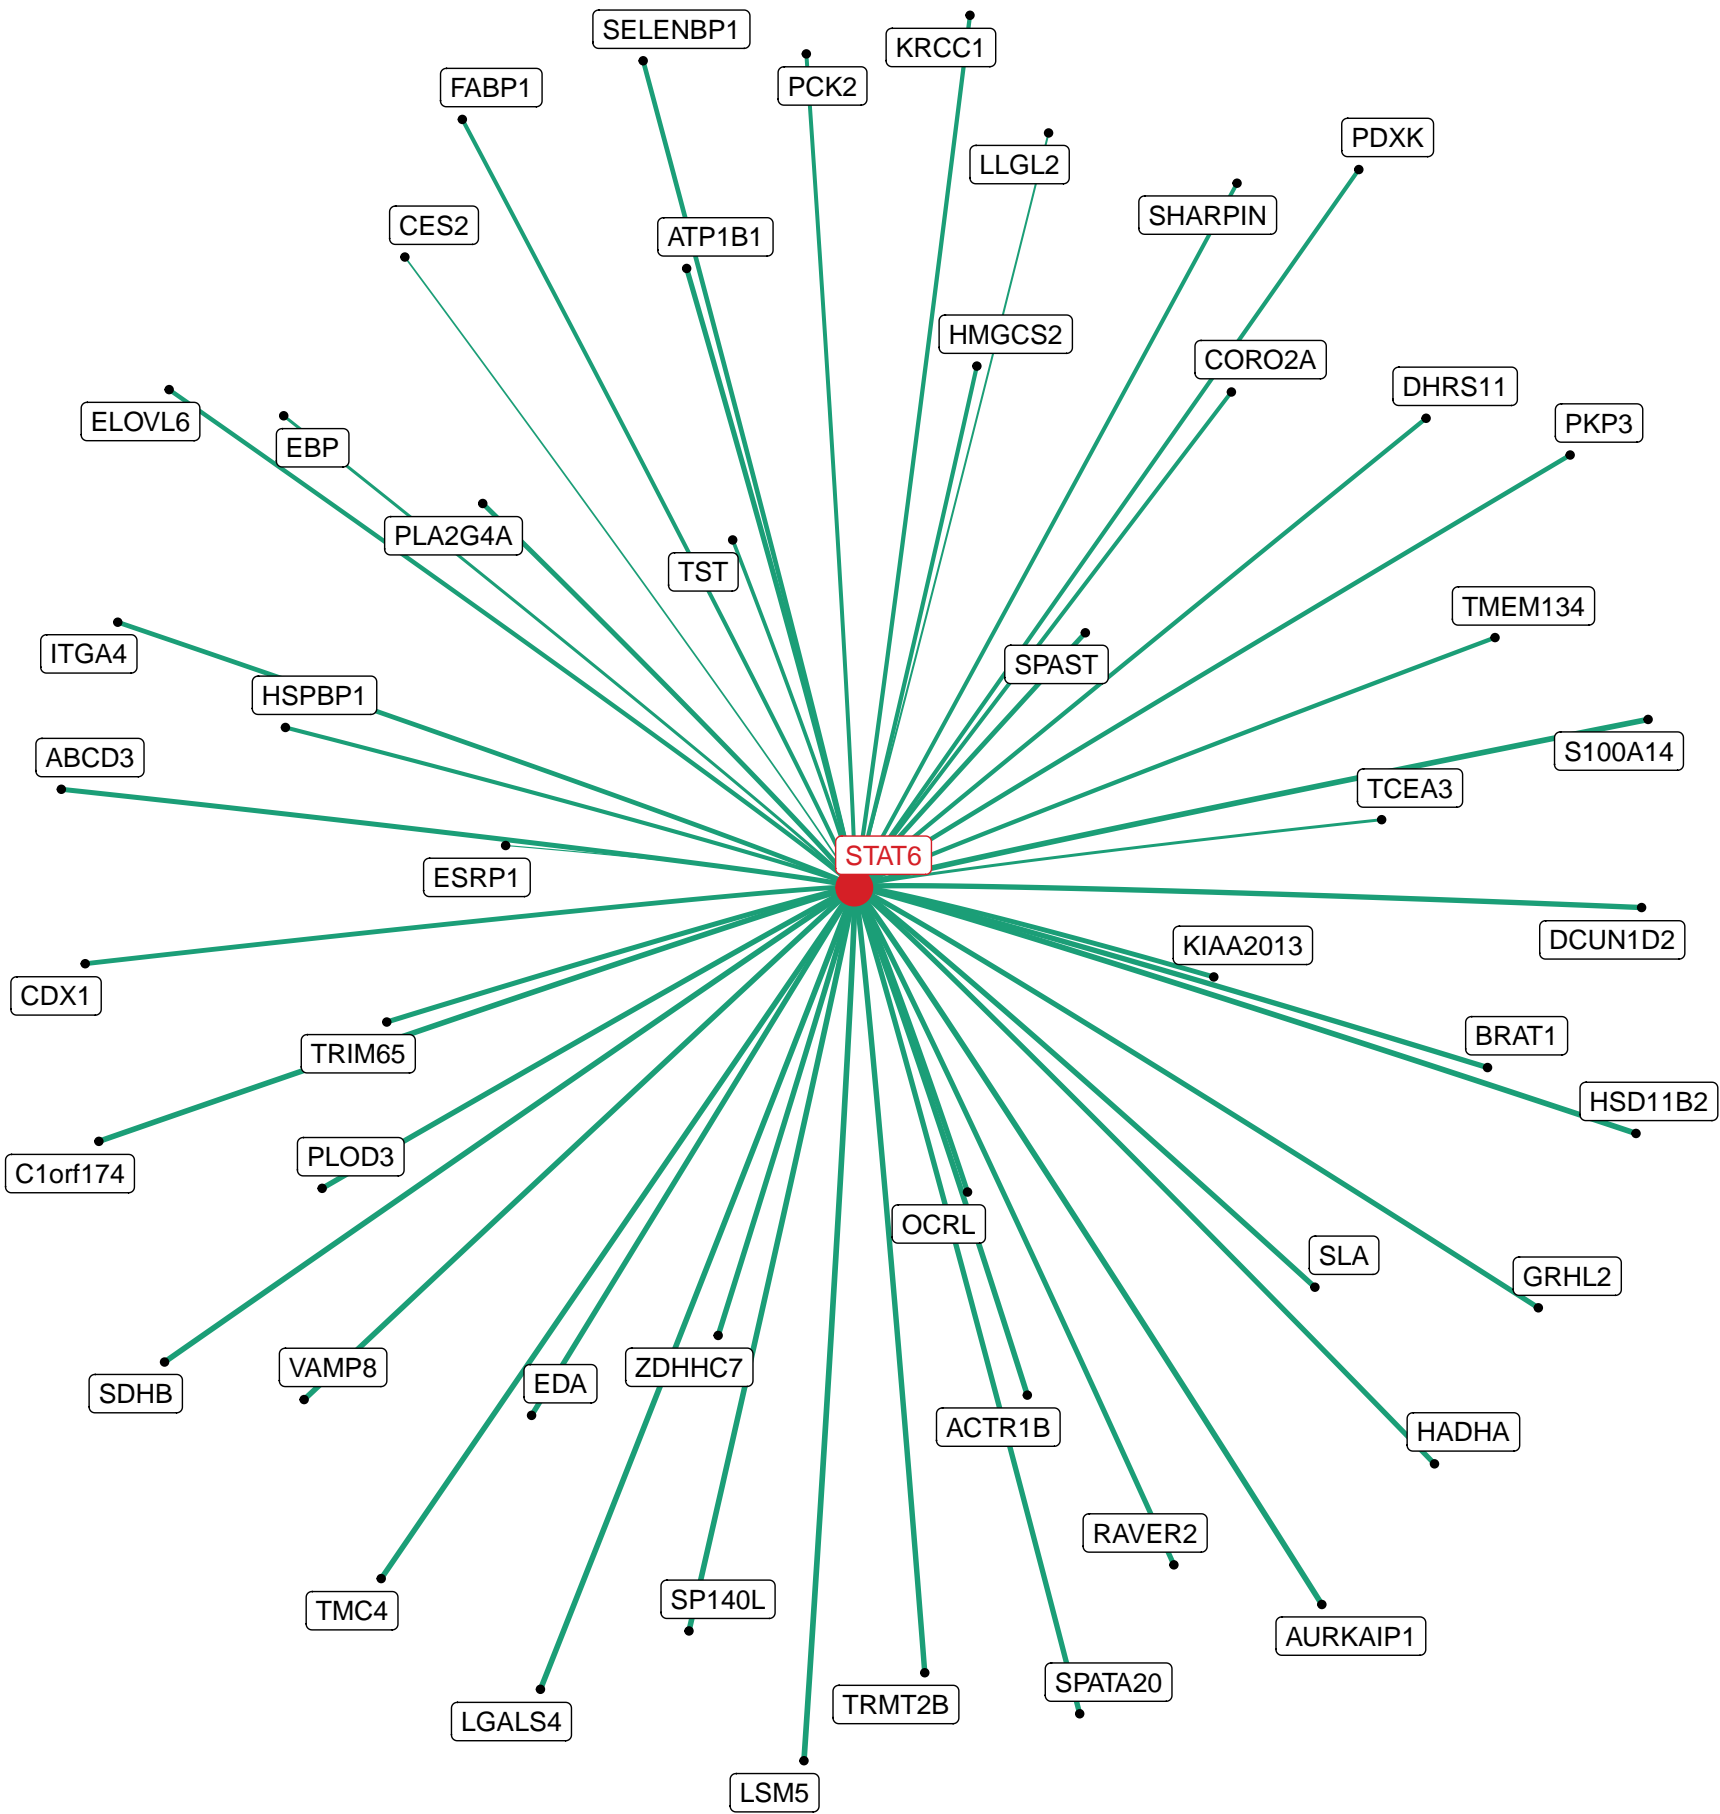 SELENBP1
KRCC1
PCK2
FABP1
PDXK
LLGL2
SHARPIN
CES2
ATP1B1
HMGCS2
CORO2A
DHRS11
ELOVL6
PKP3
EBP
PLA2G4A
TST
TMEM134
ITGA4
SPAST
HSPBP1
S100A14
ABCD3
TCEA3
STAT6
ESRP1
DCUN1D2
KIAA2013
CDX1
BRAT1
TRIM65
HSD11B2
PLOD3
C1orf174
OCRL
SLA
GRHL2
VAMP8
ZDHHC7
EDA
SDHB
ACTR1B
HADHA
RAVER2
SP140L
TMC4
AURKAIP1
SPATA20
TRMT2B
LGALS4
LSM5